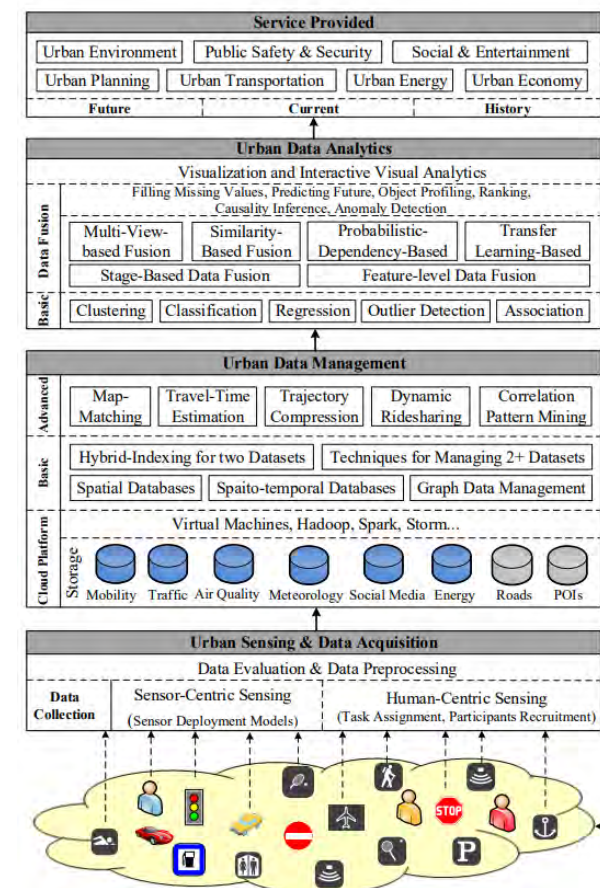 Service Provided
Urban Environment Public Safety & Security Social & Entertainment
Urban Planning Urban Transportation Urban Energy Urban Economy
Future Current History
Urban Data Analytics
Visualization and Interactive Visual Analytics
Data Fusion
Filling Missing Values, Predicting Future, Object Profiling, Ranking,
Causality Inference, Anomaly Detection
Multi-View- Similarity- Probabilistic- Transfer
based Fusion Based Fusion Dependency-Based Learning-Based
Stage-Based Data Fusion Feature-level Data Fusion
Basic
Clustering Classification Regression Outlier Detection Association
Urban Data Management
Advanced
Map- Travel-Time Trajectory Dynamic Correlation
Matching Estimation Compression Ridesharing Pattern Mining
Basic
Hybrid-Indexing for two Datasets Techniques for Managing 2+ Datasets
Spatial Databases Spaito-temporal Databases Graph Data Management
Cloud Platform
Virtual Machines, Hadoop, Spark, Storm...
Storage
Mobility Traffic Air Quality Meteorology Social Media Energy Roads POIs
Urban Sensing & Data Acquisition
Data Evaluation & Data Preprocessing
Data Sensor-Centric Sensing Human-Centric Sensing
Collection (Sensor Deployment Models) (Task Assignment, Participants Recruitment)
STOP
P